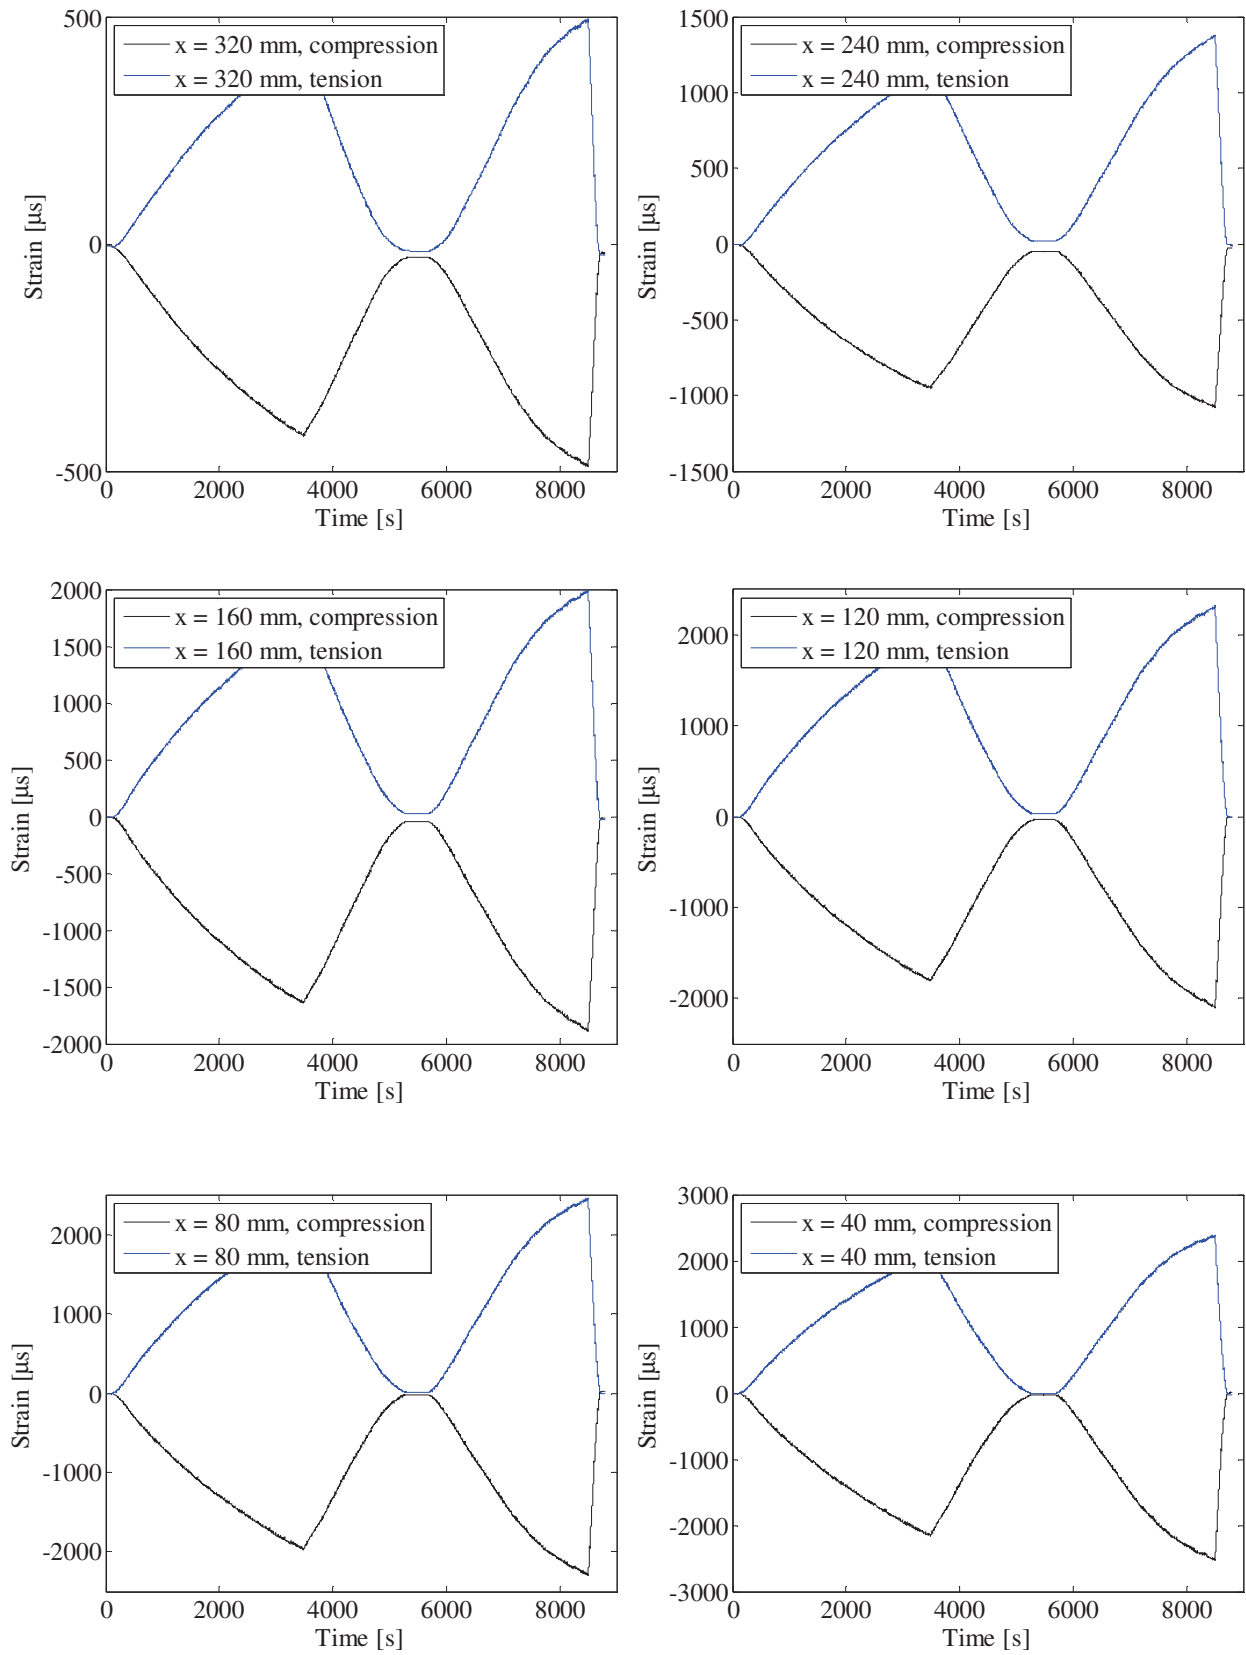 500
x = 320 mm, compression
x = 320 mm, tension
0
-500
Strain [μs]
0 2000 4000 6000 8000
Time [s]
1500
x = 240 mm, compression
x = 240 mm, tension
1000
500
0
-500
-1000
-1500
Strain [μs]
0 2000 4000 6000 8000
Time [s]
2000
x = 160 mm, compression
x = 160 mm, tension
1500
1000
500
0
-500
-1000
-1500
-2000
Strain [μs]
0 2000 4000 6000 8000
Time [s]
x = 120 mm, compression
x = 120 mm, tension
2000
1000
0
-1000
-2000
Strain [μs]
0 2000 4000 6000 8000
Time [s]
x = 80 mm, compression
x = 80 mm, tension
2000
1000
0
-1000
-2000
Strain [μs]
0 2000 4000 6000 8000
Time [s]
3000
x = 40 mm, compression
x = 40 mm, tension
2000
1000
0
-1000
-2000
-3000
Strain [μs]
0 2000 4000 6000 8000
Time [s]